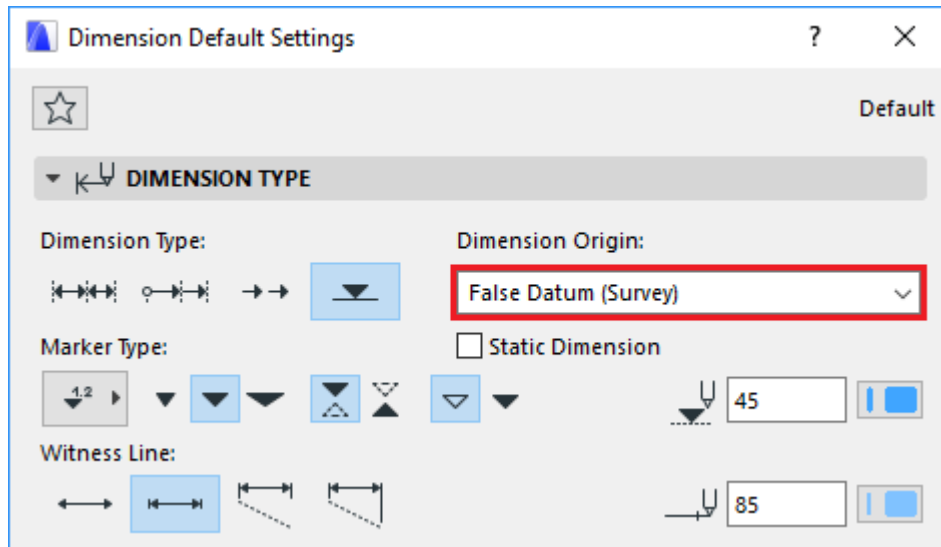 Dimension Default Settings ?
Default
DIMENSION TYPE
Dimension Type: Dimension Origin:
False Datum (Survey)
Marker Type: Static Dimension
1.2 45
Witness Line:
85